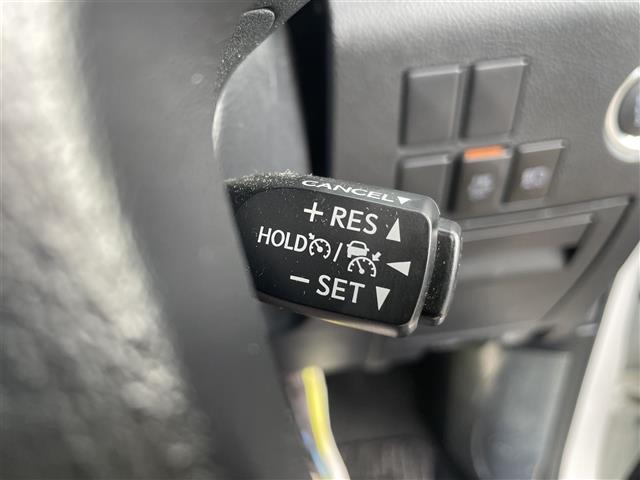 CANCEL▼
+ RES ▲
HOLD / ◀
− SET ▼